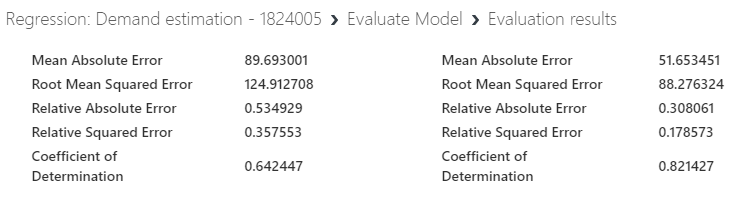 Regression: Demand estimation - 1824005 › Evaluate Model › Evaluation results
Mean Absolute Error 89.693001
Root Mean Squared Error 124.912708
Relative Absolute Error 0.534929
Relative Squared Error 0.357553
Coefficient of
Determination 0.642447
Mean Absolute Error 51.653451
Root Mean Squared Error 88.276324
Relative Absolute Error 0.308061
Relative Squared Error 0.178573
Coefficient of
Determination 0.821427